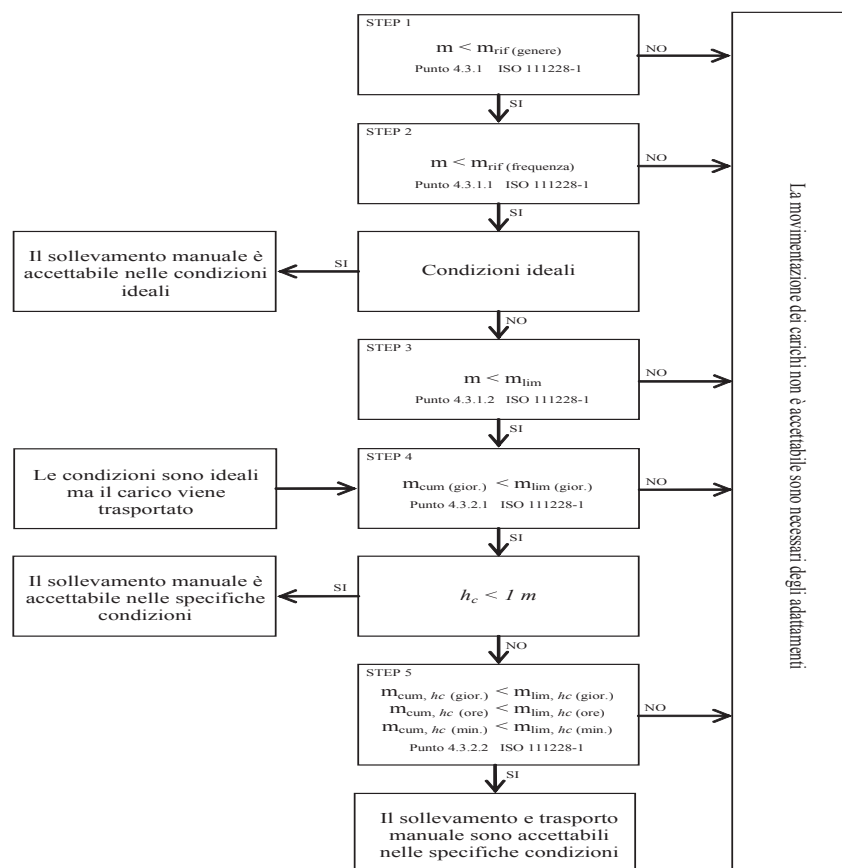 STEP 1
m < mrif (genere)
Punto 4.3.1 ISO 111228-1
NO
SI
STEP 2
m < mrif (frequenza)
Punto 4.3.1.1 ISO 111228-1
NO
SI
Il sollevamento manuale è
accettabile nelle condizioni
ideali
SI
Condizioni ideali
NO
STEP 3
m < mlim
Punto 4.3.1.2 ISO 111228-1
NO
SI
Le condizioni sono ideali
ma il carico viene
trasportato
STEP 4
mcum (gior.) < mlim (gior.)
Punto 4.3.2.1 ISO 111228-1
NO
SI
Il sollevamento manuale è
accettabile nelle specifiche
condizioni
SI
hc < 1 m
NO
STEP 5
mcum, hc (gior.) < mlim, hc (gior.)
mcum, hc (ore) < mlim, hc (ore)
mcum, hc (min.) < mlim, hc (min.)
Punto 4.3.2.2 ISO 111228-1
NO
SI
Il sollevamento e trasporto
manuale sono accettabili
nelle specifiche condizioni
La movimentazione dei carichi non è accettabile sono necessari degli adattamenti